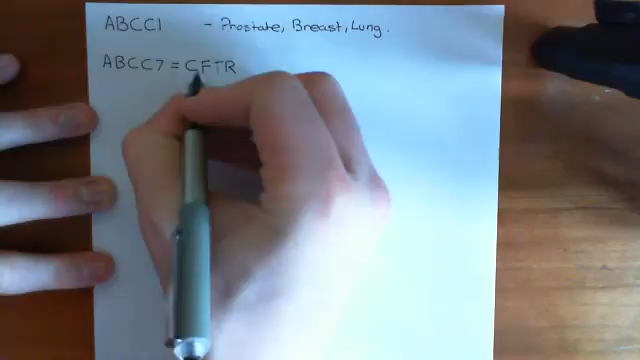 ABCC1 - Prostate, Breast, Lung.
ABCC7 = CFTR